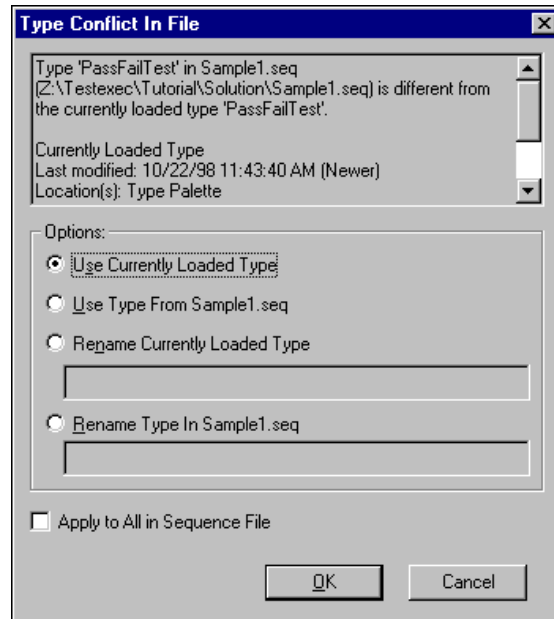 Type Conflict In File
Type 'PassFailTest' in Sample1.seq
(Z:\Testexec\Tutorial\Solution\Sample1.seq) is different from
the currently loaded type 'PassFailTest'.
Currently Loaded Type
Last modified: 10/22/98 11:43:40 AM (Newer)
Location(s): Type Palette
Options:
Use Currently Loaded Type
Use Type From Sample1.seq
Rename Currently Loaded Type
Rename Type In Sample1.seq
Apply to All in Sequence File
OK
Cancel